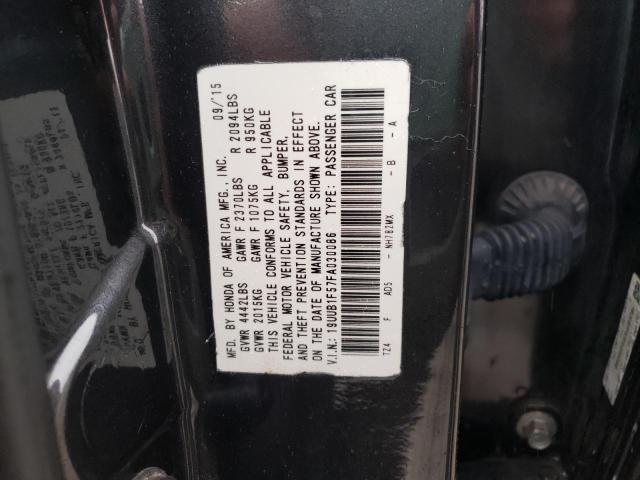 MFD. BY HONDA OF AMERICA MFG., INC. 09/15
GVWR 4442LBS GAWR F 2370LBS R 2094LBS
GVWR 2015KG GAWR F 1075KG R 950KG
THIS VEHICLE CONFORMS TO ALL APPLICABLE
FEDERAL MOTOR VEHICLE SAFETY, BUMPER,
AND THEFT PREVENTION STANDARDS IN EFFECT
ON THE DATE OF MANUFACTURE SHOWN ABOVE.
V.I.N.: 19UUB1F57FA030086 TYPE: PASSENGER CAR
TZ4 F AD5 - NH782MX - B - A